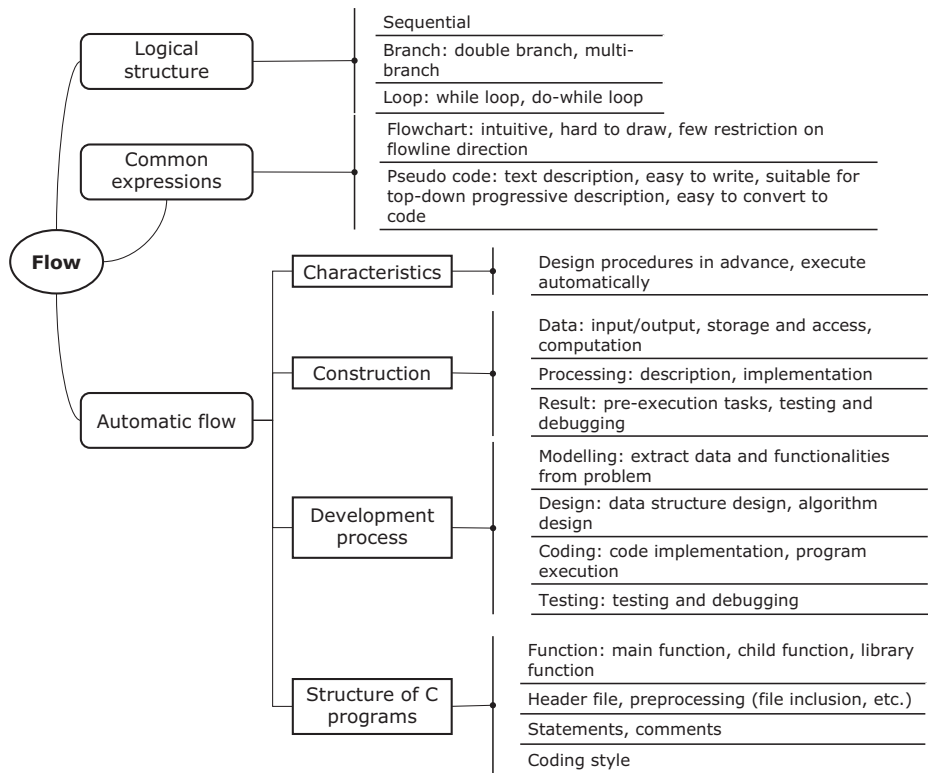 Flow
Logical
structure
Sequential
Branch: double branch, multi-
branch
Loop: while loop, do-while loop
Common
expressions
Flowchart: intuitive, hard to draw, few restriction on
flowline direction
Pseudo code: text description, easy to write, suitable for
top-down progressive description, easy to convert to
code
Automatic flow
Characteristics
Design procedures in advance, execute
automatically
Construction
Data: input/output, storage and access,
computation
Processing: description, implementation
Result: pre-execution tasks, testing and
debugging
Development
process
Modelling: extract data and functionalities
from problem
Design: data structure design, algorithm
design
Coding: code implementation, program
execution
Testing: testing and debugging
Structure of C
programs
Function: main function, child function, library
function
Header file, preprocessing (file inclusion, etc.)
Statements, comments
Coding style